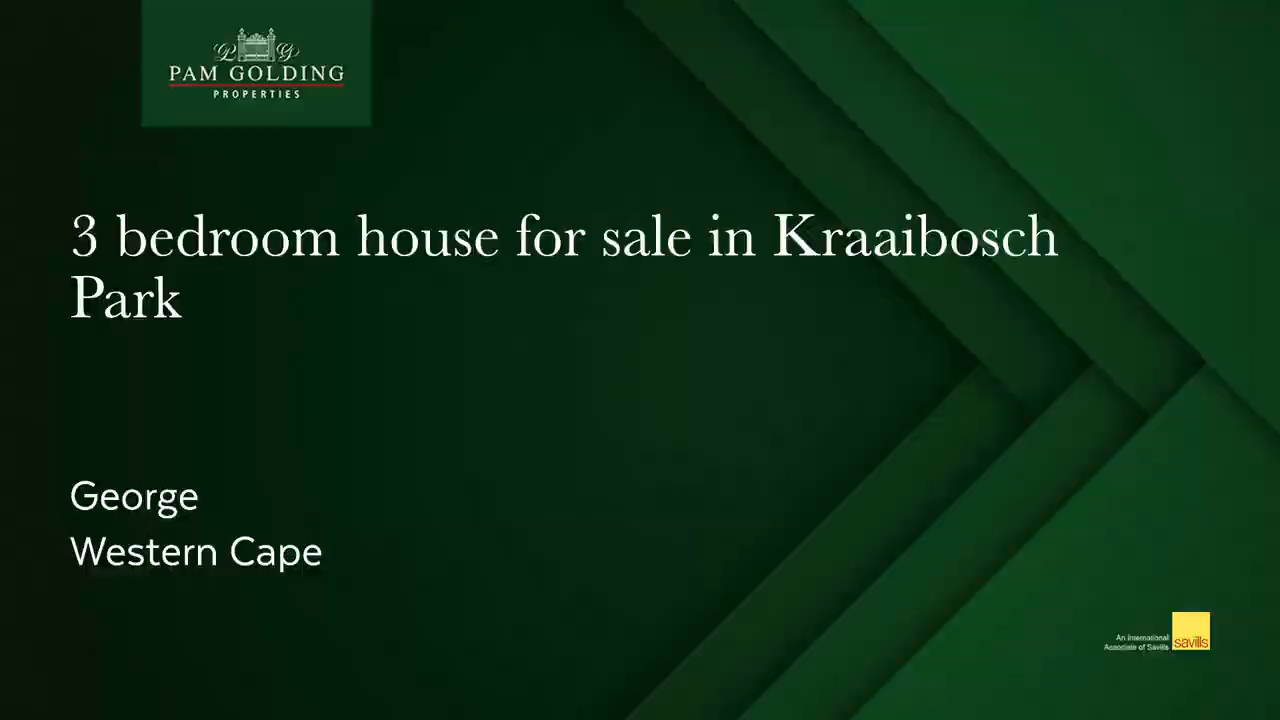 PAM GOLDING
PROPERTIES
3 bedroom house for sale in Kraaibosch
Park
George
Western Cape
An International
Associate of Savills
savills